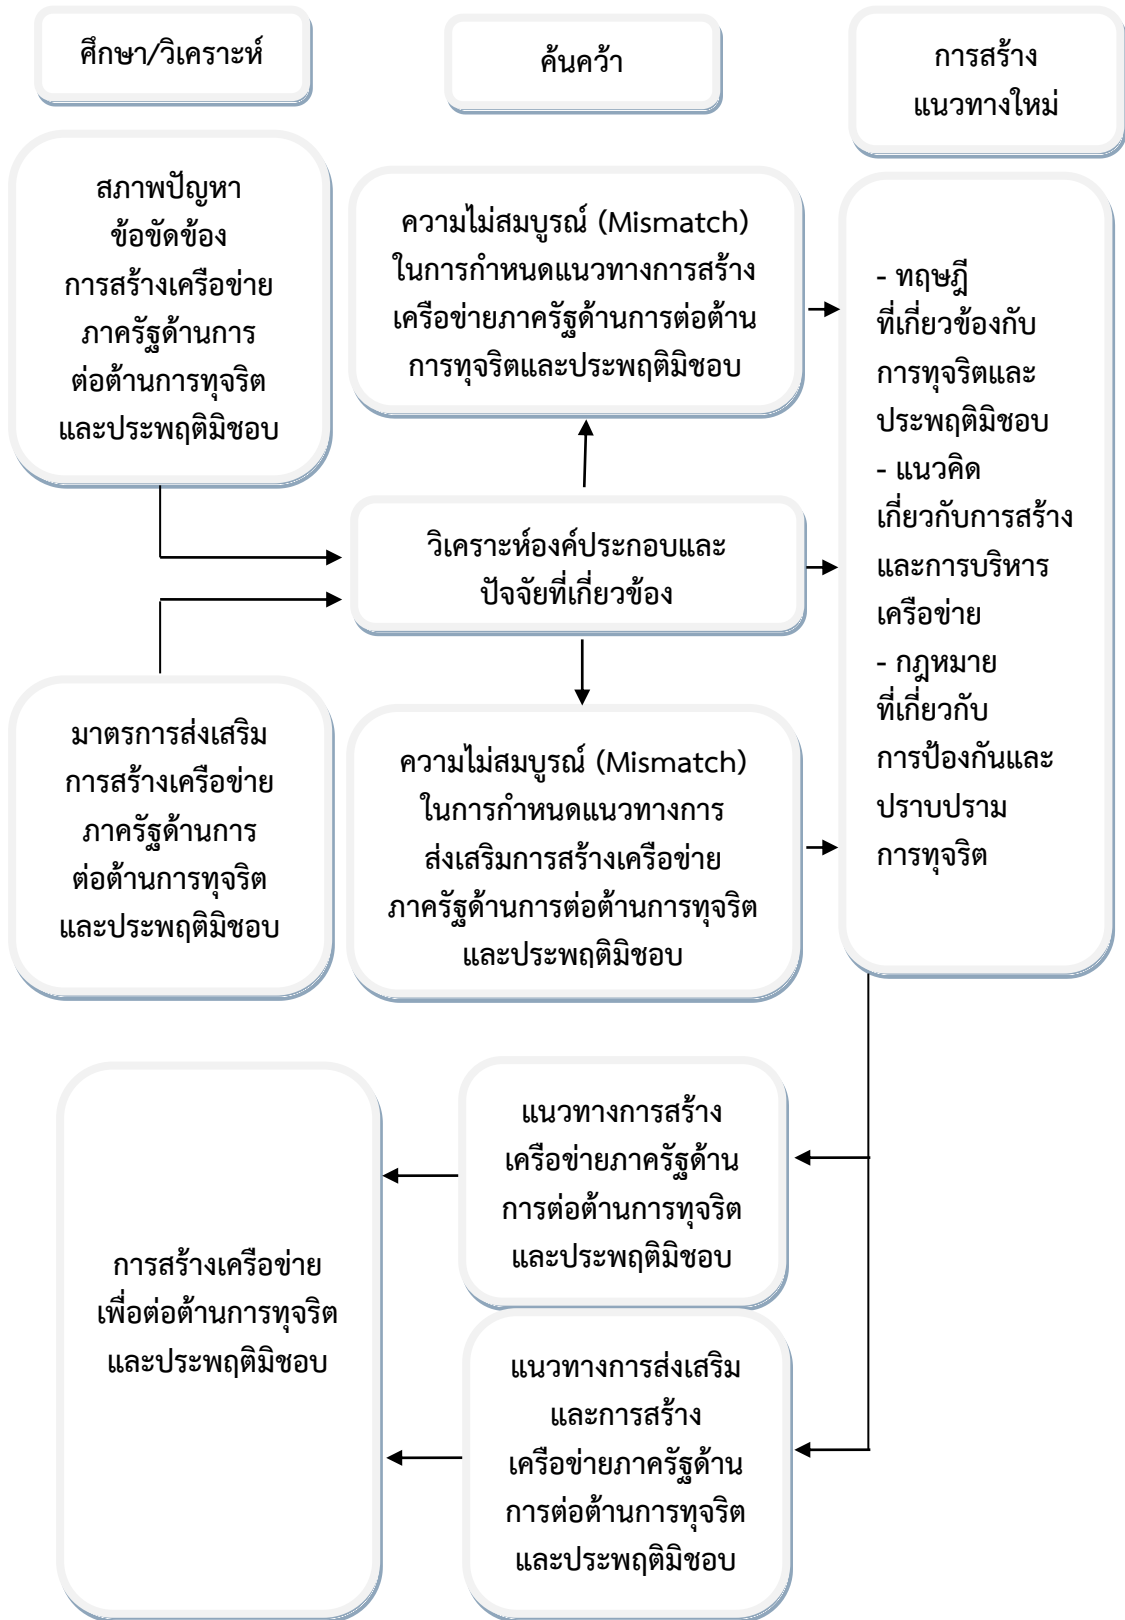 ศึกษา/วิเคราะห์
ค้นคว้า
การสร้าง
แนวทางใหม่
สภาพปัญหา
ข้อขัดข้อง
การสร้างเครือข่าย
ภาครัฐด้านการ
ต่อต้านการทุจริต
และประพฤติมิชอบ
ความไม่สมบูรณ์ (Mismatch)
ในการกำหนดแนวทางการสร้าง
เครือข่ายภาครัฐด้านการต่อต้าน
การทุจริตและประพฤติมิชอบ
- ทฤษฎี
ที่เกี่ยวข้องกับ
การทุจริตและ
ประพฤติมิชอบ
- แนวคิด
เกี่ยวกับการสร้าง
และการบริหาร
เครือข่าย
- กฎหมาย
ที่เกี่ยวกับ
การป้องกันและ
ปราบปราม
การทุจริต
วิเคราะห์องค์ประกอบและ
ปัจจัยที่เกี่ยวข้อง
มาตรการส่งเสริม
การสร้างเครือข่าย
ภาครัฐด้านการ
ต่อต้านการทุจริต
และประพฤติมิชอบ
ความไม่สมบูรณ์ (Mismatch)
ในการกำหนดแนวทางการ
ส่งเสริมการสร้างเครือข่าย
ภาครัฐด้านการต่อต้านการทุจริต
และประพฤติมิชอบ
แนวทางการสร้าง
เครือข่ายภาครัฐด้าน
การต่อต้านการทุจริต
และประพฤติมิชอบ
การสร้างเครือข่าย
เพื่อต่อต้านการทุจริต
และประพฤติมิชอบ
แนวทางการส่งเสริม
และการสร้าง
เครือข่ายภาครัฐด้าน
การต่อต้านการทุจริต
และประพฤติมิชอบ